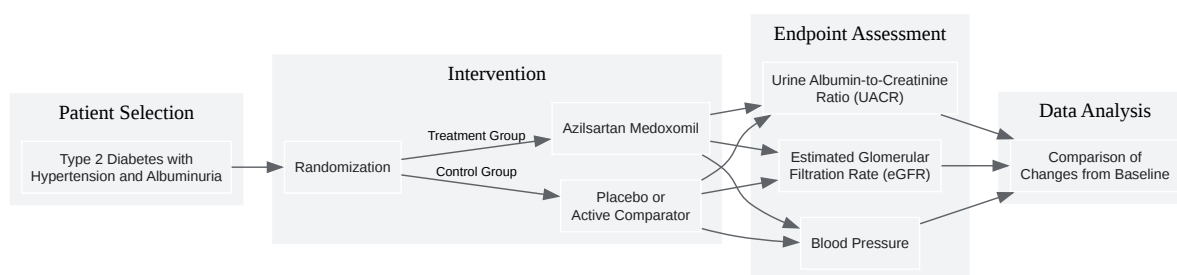 Patient Selection
Type 2 Diabetes with
Hypertension and Albuminuria
Intervention
Randomization
Treatment Group
Control Group
Azilsartan Medoxomil
Placebo or
Active Comparator
Endpoint Assessment
Urine Albumin-to-Creatinine
Ratio (UACR)
Estimated Glomerular
Filtration Rate (eGFR)
Blood Pressure
Data Analysis
Comparison of
Changes from Baseline